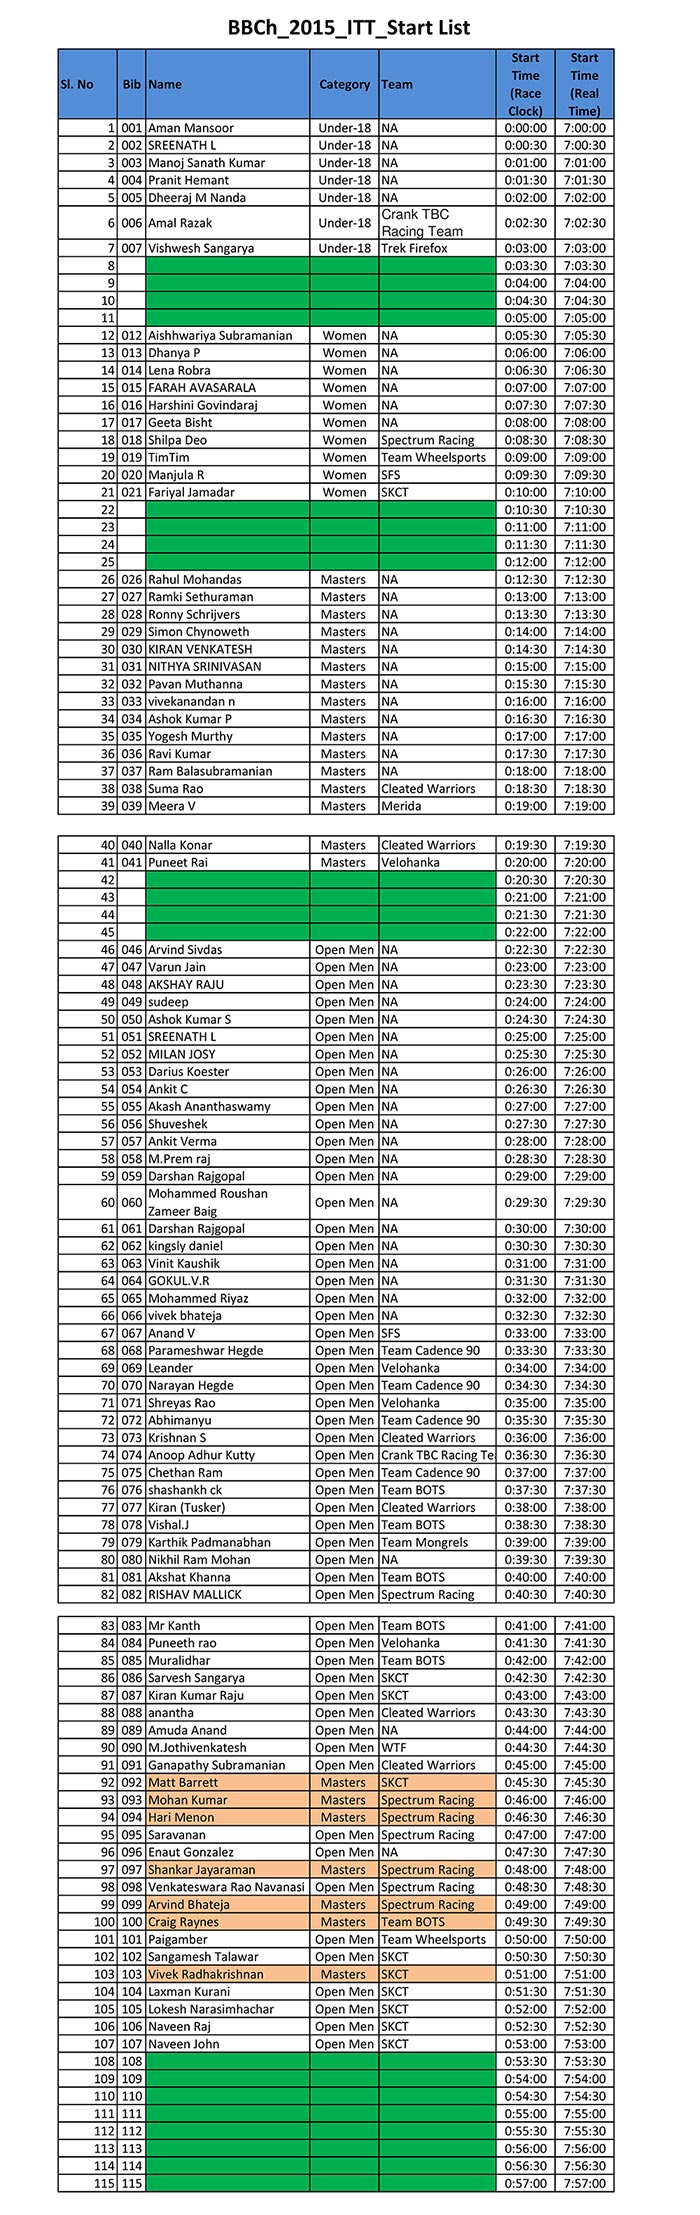 BBCh_2015_ITT_Start List
Sl. No Bib Name Category Team Start Time (Race Clock) Start Time (Real Time)
1 001 Aman Mansoor Under-18 NA 0:00:00 7:00:00
2 002 SREENATH L Under-18 NA 0:00:30 7:00:30
3 003 Manoj Sanath Kumar Under-18 NA 0:01:00 7:01:00
4 004 Pranit Hemant Under-18 NA 0:01:30 7:01:30
5 005 Dheeraj M Nanda Under-18 NA 0:02:00 7:02:00
6 006 Amal Razak Under-18 Crank TBC Racing Team 0:02:30 7:02:30
7 007 Vishwesh Sangarya Under-18 Trek Firefox 0:03:00 7:03:00
8 0:03:30 7:03:30
9 0:04:00 7:04:00
10 0:04:30 7:04:30
11 0:05:00 7:05:00
12 012 Aishhwariya Subramanian Women NA 0:05:30 7:05:30
13 013 Dhanya P Women NA 0:06:00 7:06:00
14 014 Lena Robra Women NA 0:06:30 7:06:30
15 015 FARAH AVASARALA Women NA 0:07:00 7:07:00
16 016 Harshini Govindaraj Women NA 0:07:30 7:07:30
17 017 Geeta Bisht Women NA 0:08:00 7:08:00
18 018 Shilpa Deo Women Spectrum Racing 0:08:30 7:08:30
19 019 TimTim Women Team Wheelsports 0:09:00 7:09:00
20 020 Manjula R Women SFS 0:09:30 7:09:30
21 021 Fariyal Jamadar Women SKCT 0:10:00 7:10:00
22 0:10:30 7:10:30
23 0:11:00 7:11:00
24 0:11:30 7:11:30
25 0:12:00 7:12:00
26 026 Rahul Mohandas Masters NA 0:12:30 7:12:30
27 027 Ramki Sethuraman Masters NA 0:13:00 7:13:00
28 028 Ronny Schrijvers Masters NA 0:13:30 7:13:30
29 029 Simon Chynoweth Masters NA 0:14:00 7:14:00
30 030 KIRAN VENKATESH Masters NA 0:14:30 7:14:30
31 031 NITHYA SRINIVASAN Masters NA 0:15:00 7:15:00
32 032 Pavan Muthanna Masters NA 0:15:30 7:15:30
33 033 vivekanandan n Masters NA 0:16:00 7:16:00
34 034 Ashok Kumar P Masters NA 0:16:30 7:16:30
35 035 Yogesh Murthy Masters NA 0:17:00 7:17:00
36 036 Ravi Kumar Masters NA 0:17:30 7:17:30
37 037 Ram Balasubramanian Masters NA 0:18:00 7:18:00
38 038 Suma Rao Masters Cleated Warriors 0:18:30 7:18:30
39 039 Meera V Masters Merida 0:19:00 7:19:00
40 040 Nalla Konar Masters Cleated Warriors 0:19:30 7:19:30
41 041 Puneet Rai Masters Velohanka 0:20:00 7:20:00
42 0:20:30 7:20:30
43 0:21:00 7:21:00
44 0:21:30 7:21:30
45 0:22:00 7:22:00
46 046 Arvind Sivdas Open Men NA 0:22:30 7:22:30
47 047 Varun Jain Open Men NA 0:23:00 7:23:00
48 048 AKSHAY RAJU Open Men NA 0:23:30 7:23:30
49 049 sudeep Open Men NA 0:24:00 7:24:00
50 050 Ashok Kumar S Open Men NA 0:24:30 7:24:30
51 051 SREENATH L Open Men NA 0:25:00 7:25:00
52 052 MILAN JOSY Open Men NA 0:25:30 7:25:30
53 053 Darius Koester Open Men NA 0:26:00 7:26:00
54 054 Ankit C Open Men NA 0:26:30 7:26:30
55 055 Akash Ananthaswamy Open Men NA 0:27:00 7:27:00
56 056 Shuveshek Open Men NA 0:27:30 7:27:30
57 057 Ankit Verma Open Men NA 0:28:00 7:28:00
58 058 M.Prem raj Open Men NA 0:28:30 7:28:30
59 059 Darshan Rajgopal Open Men NA 0:29:00 7:29:00
60 060 Mohammed Roushan Zameer Baig Open Men NA 0:29:30 7:29:30
61 061 Darshan Rajgopal Open Men NA 0:30:00 7:30:00
62 062 kingsly daniel Open Men NA 0:30:30 7:30:30
63 063 Vinit Kaushik Open Men NA 0:31:00 7:31:00
64 064 GOKUL.V.R Open Men NA 0:31:30 7:31:30
65 065 Mohammed Riyaz Open Men NA 0:32:00 7:32:00
66 066 vivek bhateja Open Men NA 0:32:30 7:32:30
67 067 Anand V Open Men SFS 0:33:00 7:33:00
68 068 Parameshwar Hegde Open Men Team Cadence 90 0:33:30 7:33:30
69 069 Leander Open Men Velohanka 0:34:00 7:34:00
70 070 Narayan Hegde Open Men Team Cadence 90 0:34:30 7:34:30
71 071 Shreyas Rao Open Men Velohanka 0:35:00 7:35:00
72 072 Abhimanyu Open Men Team Cadence 90 0:35:30 7:35:30
73 073 Krishnan S Open Men Cleated Warriors 0:36:00 7:36:00
74 074 Anoop Adhur Kutty Open Men Crank TBC Racing Te 0:36:30 7:36:30
75 075 Chethan Ram Open Men Team Cadence 90 0:37:00 7:37:00
76 076 shashankh ck Open Men Team BOTS 0:37:30 7:37:30
77 077 Kiran (Tusker) Open Men Cleated Warriors 0:38:00 7:38:00
78 078 Vishal.J Open Men Team BOTS 0:38:30 7:38:30
79 079 Karthik Padmanabhan Open Men Team Mongrels 0:39:00 7:39:00
80 080 Nikhil Ram Mohan Open Men NA 0:39:30 7:39:30
81 081 Akshat Khanna Open Men Team BOTS 0:40:00 7:40:00
82 082 RISHAV MALLICK Open Men Spectrum Racing 0:40:30 7:40:30
83 083 Mr Kanth Open Men Team BOTS 0:41:00 7:41:00
84 084 Puneeth rao Open Men Velohanka 0:41:30 7:41:30
85 085 Muralidhar Open Men Team BOTS 0:42:00 7:42:00
86 086 Sarvesh Sangarya Open Men SKCT 0:42:30 7:42:30
87 087 Kiran Kumar Raju Open Men SKCT 0:43:00 7:43:00
88 088 anantha Open Men Cleated Warriors 0:43:30 7:43:30
89 089 Amuda Anand Open Men NA 0:44:00 7:44:00
90 090 M.Jothivenkatesh Open Men WTF 0:44:30 7:44:30
91 091 Ganapathy Subramanian Open Men Cleated Warriors 0:45:00 7:45:00
92 092 Matt Barrett Masters SKCT 0:45:30 7:45:30
93 093 Mohan Kumar Masters Spectrum Racing 0:46:00 7:46:00
94 094 Hari Menon Masters Spectrum Racing 0:46:30 7:46:30
95 095 Saravanan Open Men Spectrum Racing 0:47:00 7:47:00
96 096 Enaut Gonzalez Open Men NA 0:47:30 7:47:30
97 097 Shankar Jayaraman Masters Spectrum Racing 0:48:00 7:48:00
98 098 Venkateswara Rao Navanasi Open Men Spectrum Racing 0:48:30 7:48:30
99 099 Arvind Bhateja Masters Spectrum Racing 0:49:00 7:49:00
100 100 Craig Raynes Masters Team BOTS 0:49:30 7:49:30
101 101 Paigamber Open Men Team Wheelsports 0:50:00 7:50:00
102 102 Sangamesh Talawar Open Men SKCT 0:50:30 7:50:30
103 103 Vivek Radhakrishnan Masters SKCT 0:51:00 7:51:00
104 104 Laxman Kurani Open Men SKCT 0:51:30 7:51:30
105 105 Lokesh Narasimhachar Open Men SKCT 0:52:00 7:52:00
106 106 Naveen Raj Open Men SKCT 0:52:30 7:52:30
107 107 Naveen John Open Men SKCT 0:53:00 7:53:00
108 108 0:53:30 7:53:30
109 109 0:54:00 7:54:00
110 110 0:54:30 7:54:30
111 111 0:55:00 7:55:00
112 112 0:55:30 7:55:30
113 113 0:56:00 7:56:00
114 114 0:56:30 7:56:30
115 115 0:57:00 7:57:00